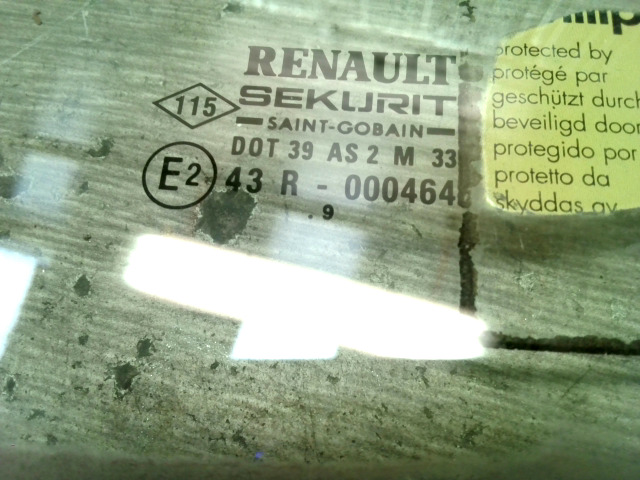 RENAULT
115
SEKURIT
SAINT-GOBAIN
DOT 39 AS 2 M 33
E2
43 R - 000464
. 9
protected by
protégé par
geschützt durch
beveiligd door
protegido por
protetto da
skyddas av